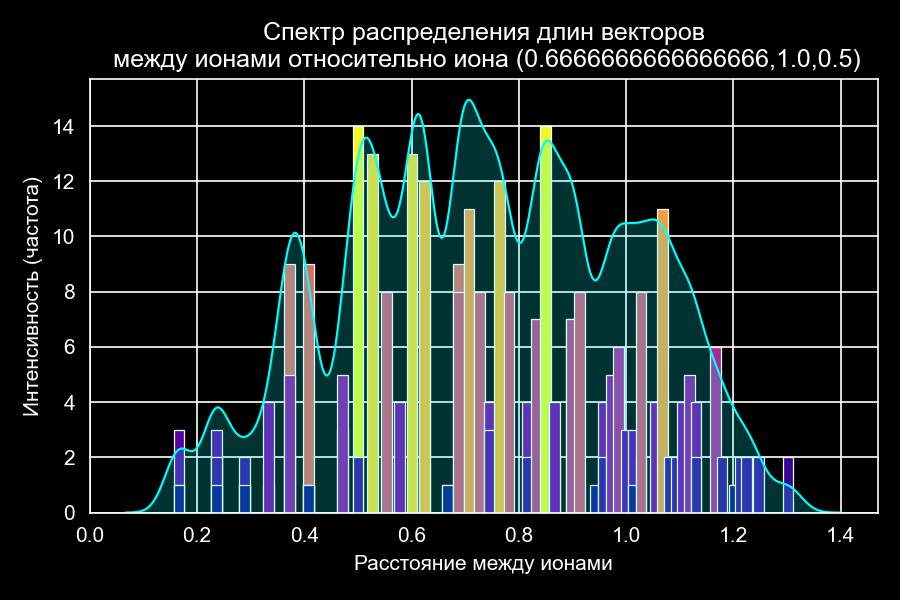 Спектр распределения длин векторов
между ионами относительно иона (0.6666666666666666,1.0,0.5)
Интенсивность (частота)
14
12
10
8
6
4
2
0
0.0 0.2 0.4 0.6 0.8 1.0 1.2 1.4
Расстояние между ионами